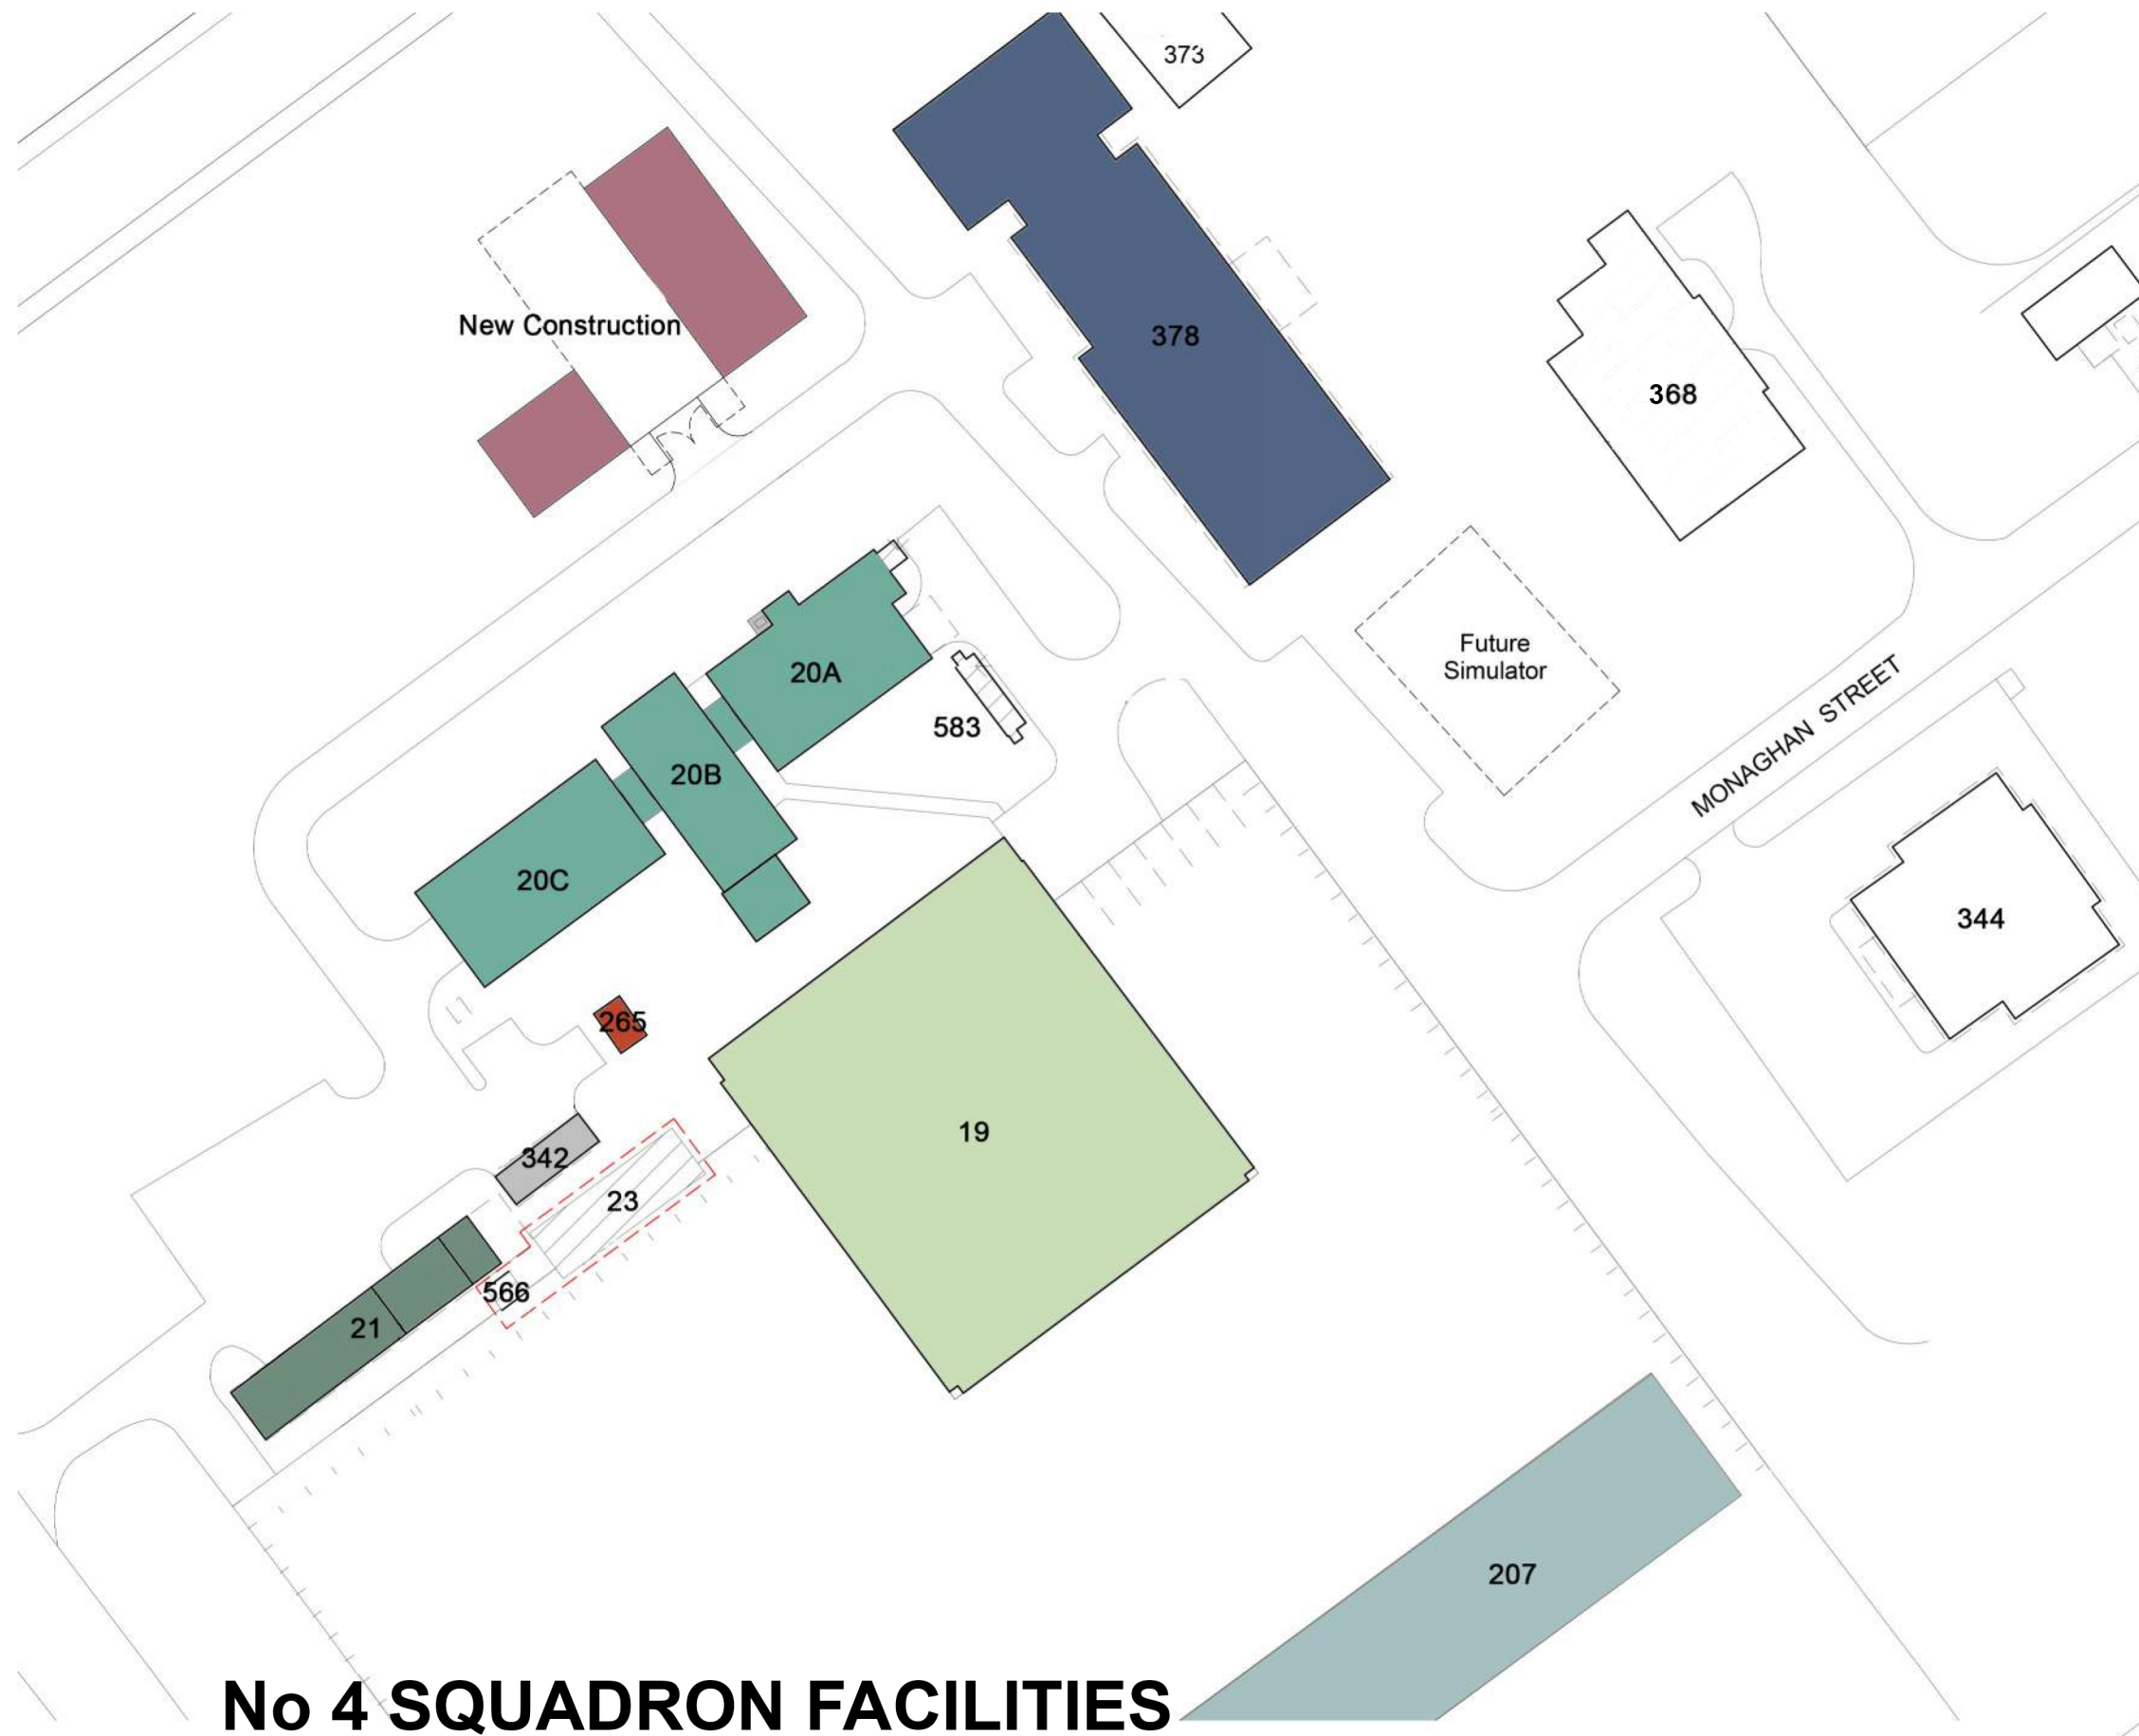 373
New Construction
378
368
Future
Simulator
MONAGHAN STREET
20A
583
20B
20C
344
265
19
342
23
566
21
207
No 4 SQUADRON FACILITIES